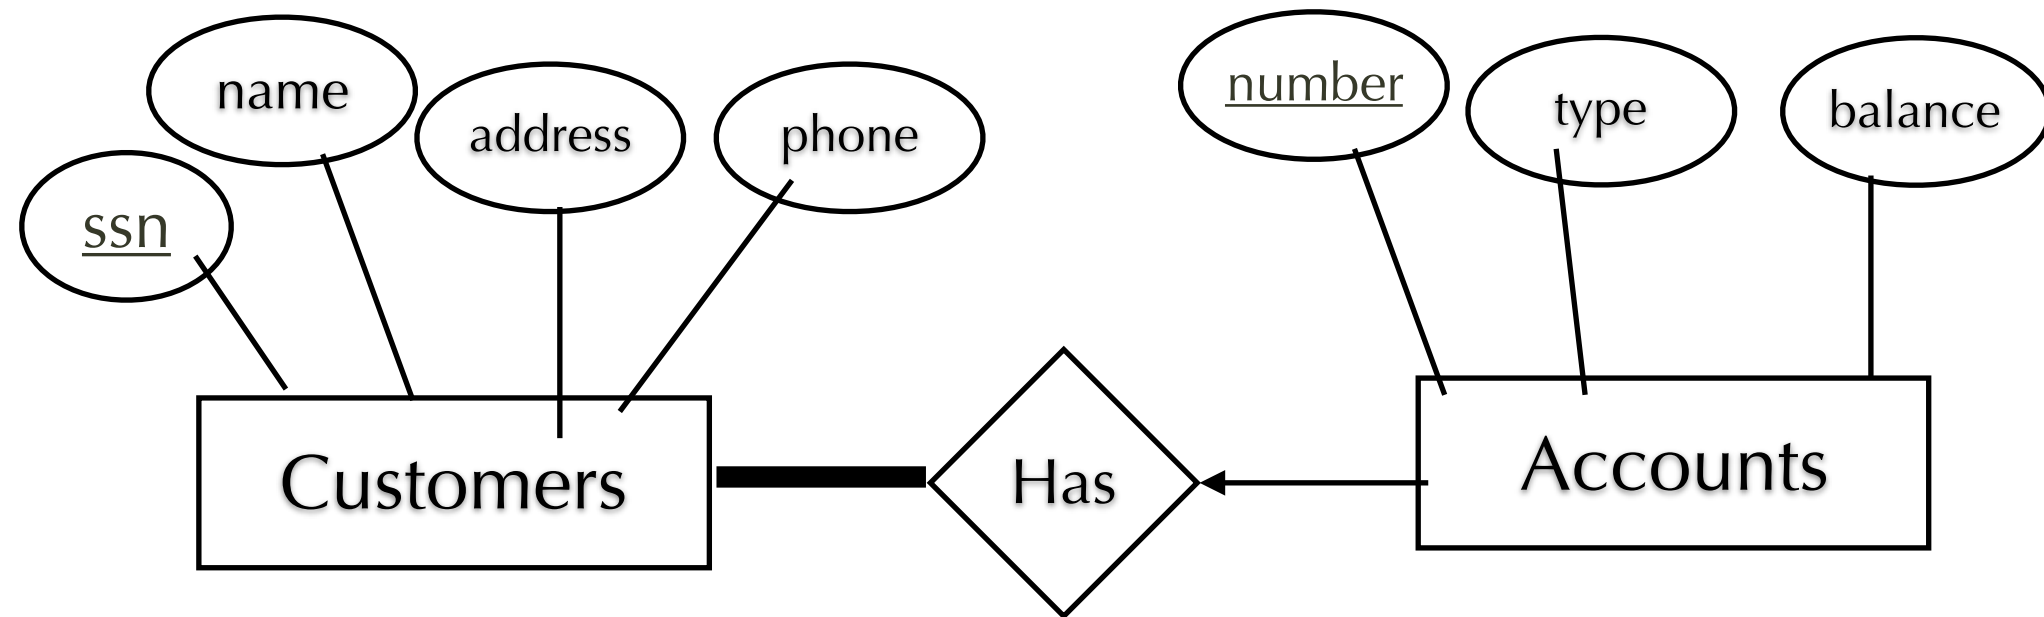 name
address
phone
ssn
number
type
balance
Customers
Has
Accounts